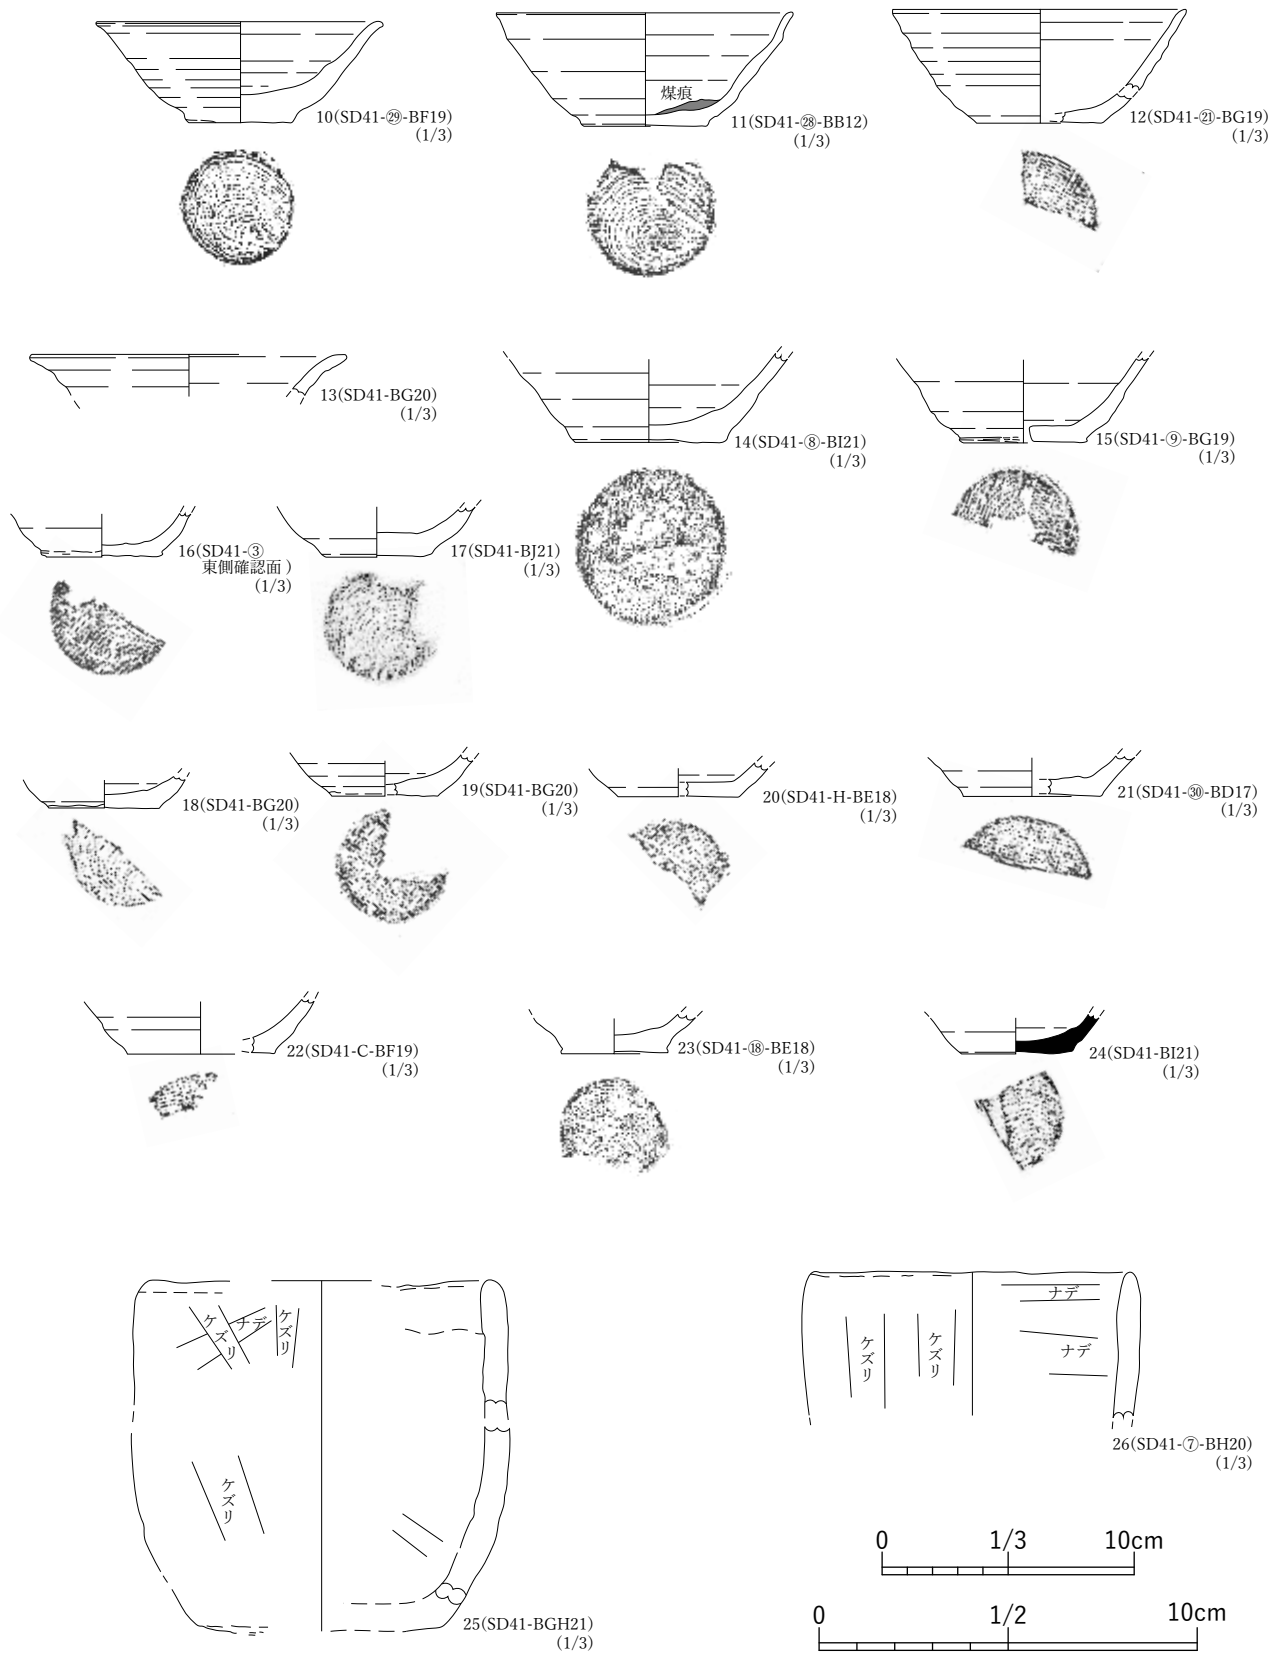 10(SD41-㉙-BF19)
(1/3)
煤痕
11(SD41-㉘-BB12)
(1/3)
12(SD41-㉑-BG19)
(1/3)
13(SD41-BG20)
(1/3)
14(SD41-⑧-BI21)
(1/3)
15(SD41-⑨-BG19)
(1/3)
16(SD41-③
東側確認面)
(1/3)
17(SD41-BJ21)
(1/3)
18(SD41-BG20)
(1/3)
19(SD41-BG20)
(1/3)
20(SD41-H-BE18)
(1/3)
21(SD41-㉚-BD17)
(1/3)
22(SD41-C-BF19)
(1/3)
23(SD41-⑱-BE18)
(1/3)
24(SD41-BI21)
(1/3)
ケズリ
ナデ
ケズリ
ケズリ
25(SD41-BGH21)
(1/3)
ケズリ
ケズリ
ナデ
ナデ
26(SD41-⑦-BH20)
(1/3)
0 1/3 10cm
0 1/2 10cm